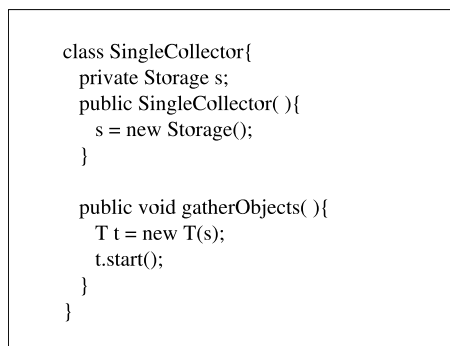 class SingleCollector{
private Storage s;
public SingleCollector( ){
s = new Storage();
}
public void gatherObjects( ){
T t = new T(s);
t.start();
}
}